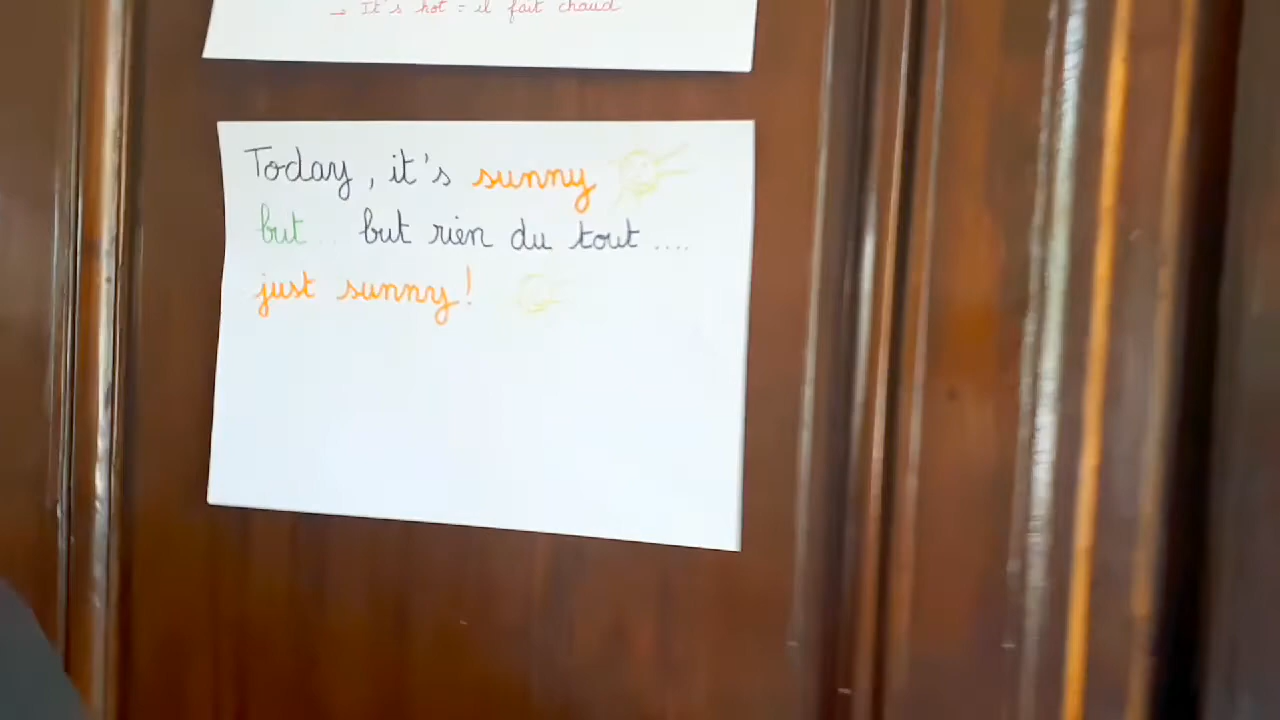 → It's hot = il fait chaud
Today, it's sunny
but .. but rien du tout ....
just sunny!